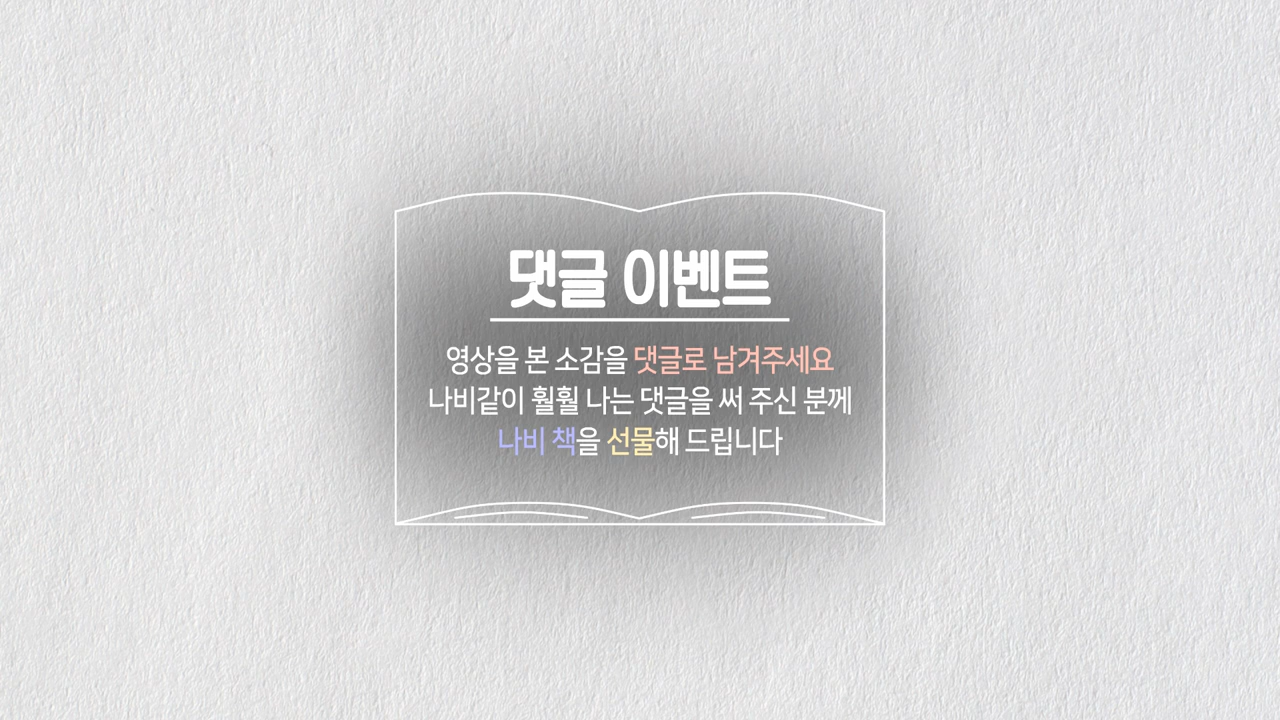 댓글 이벤트
영상을 본 소감을 댓글로 남겨주세요
나비같이 훨훨 나는 댓글을 써 주신 분께
나비 책을 선물해 드립니다